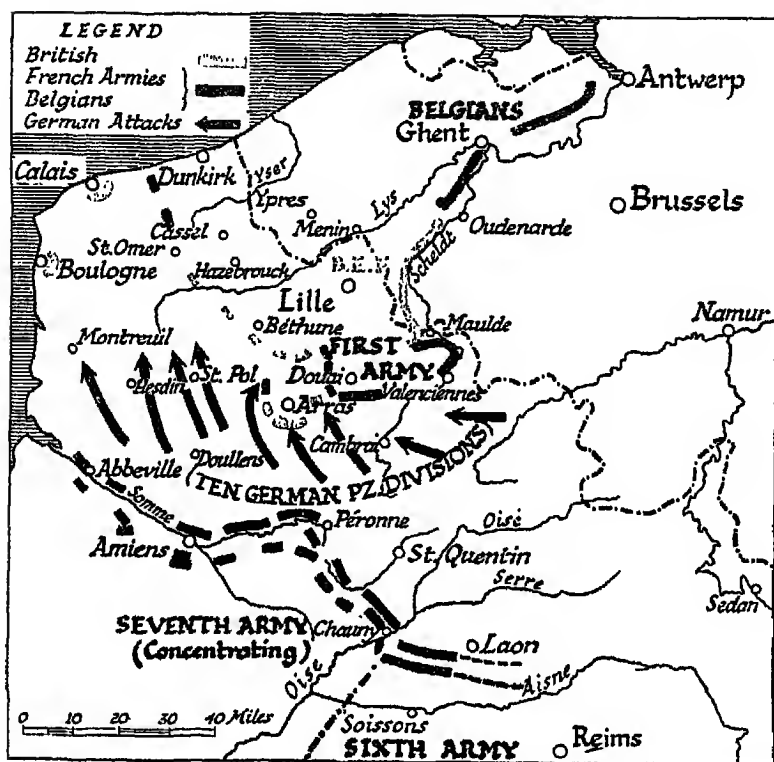 LEGEND
British
French Armies
Belgians
German Attacks
Antwerp
BELGIANS
Ghent
Calais
Dunkirk
Yser
Ypres
Lys
Brussels
Cassel
Menin
Oudenarde
St.Omer
Scheldt
Boulogne
Hazebrouck
B.E.F.
Lille
Namur
Montreuil
Béthune
Maulde
FIRST
ARMY
Hesdin
St. Pol
Douai
Valenciennes
Arras
Cambrai
Abbeville
Doullens
(TEN GERMAN PZ. DIVISIONS)
Somme
Péronne
Oisé
Amiens
St. Quentin
Serre
Sedan
SEVENTH ARMY
(Concentrating)
Chauny
Laon
Oise
Aisne
0 10 20 30 40 Miles
Soissons
SIXTH ARMY
Reims